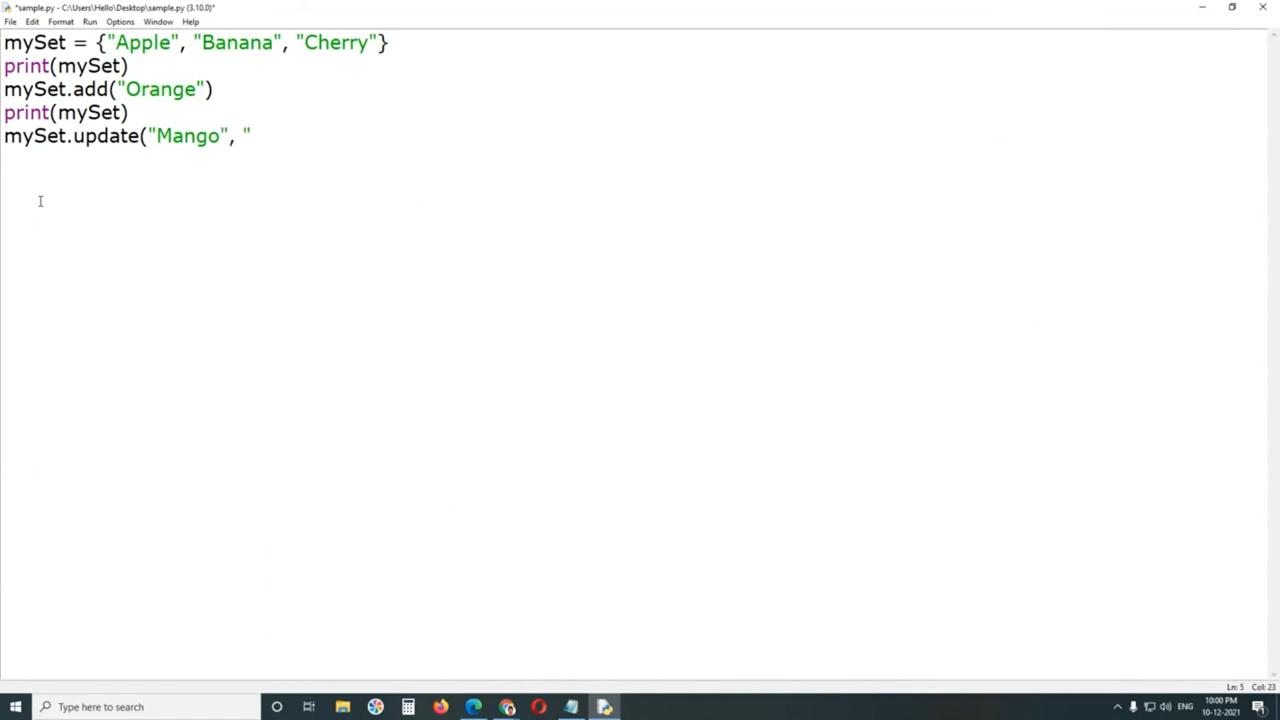 *sample.py - C:\Users\Hello\Desktop\sample.py (3.10.0)*
File Edit Format Run Options Window Help
mySet = {"Apple", "Banana", "Cherry"}
print(mySet)
mySet.add("Orange")
print(mySet)
mySet.update("Mango", "
Ln: 5 Col: 23
Type here to search
ENG
10:00 PM
10-12-2021
1